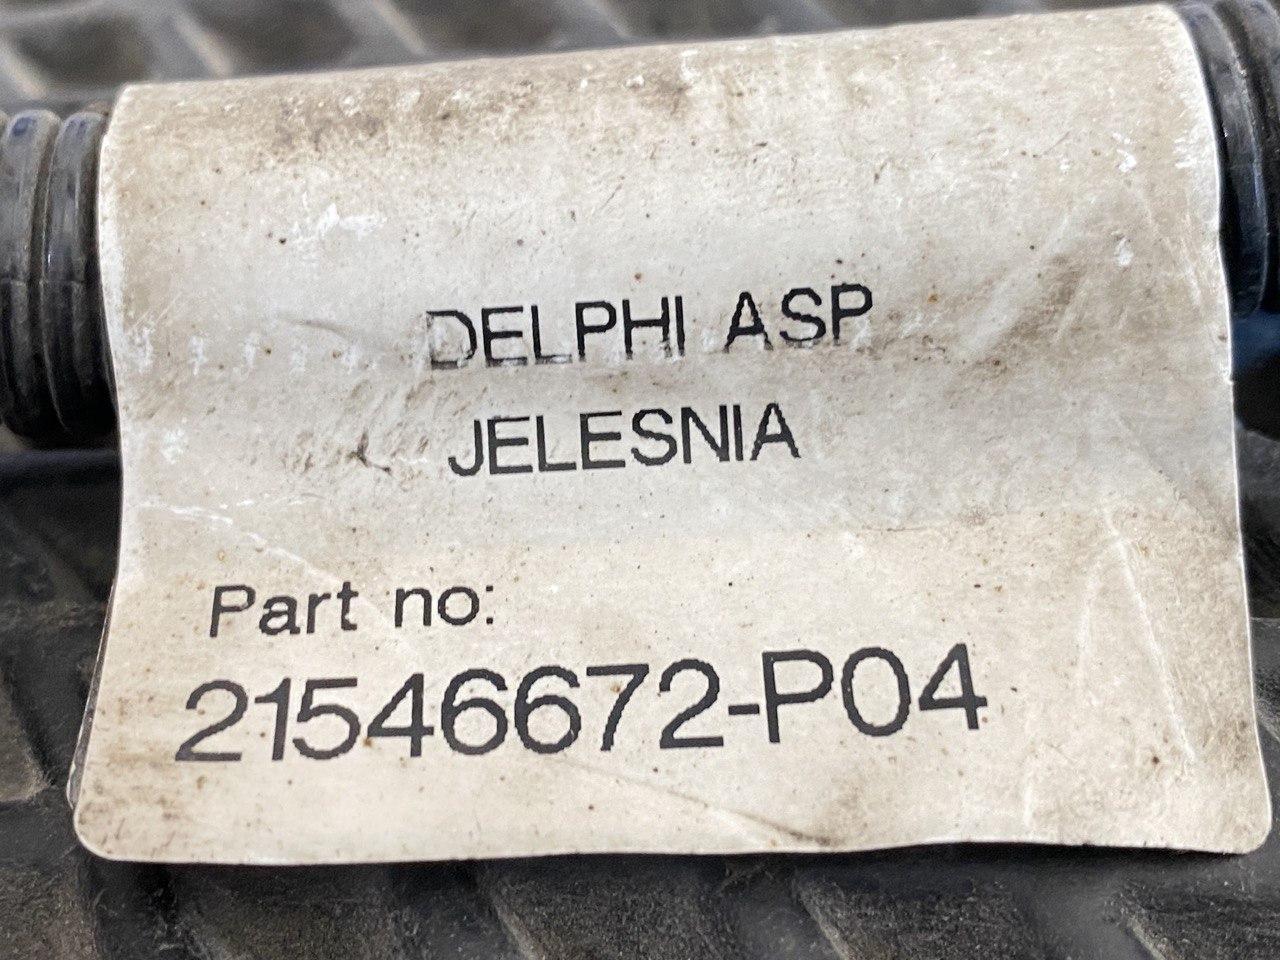 DELPHI ASP
JELESNIA
Part no:
21546672-P04